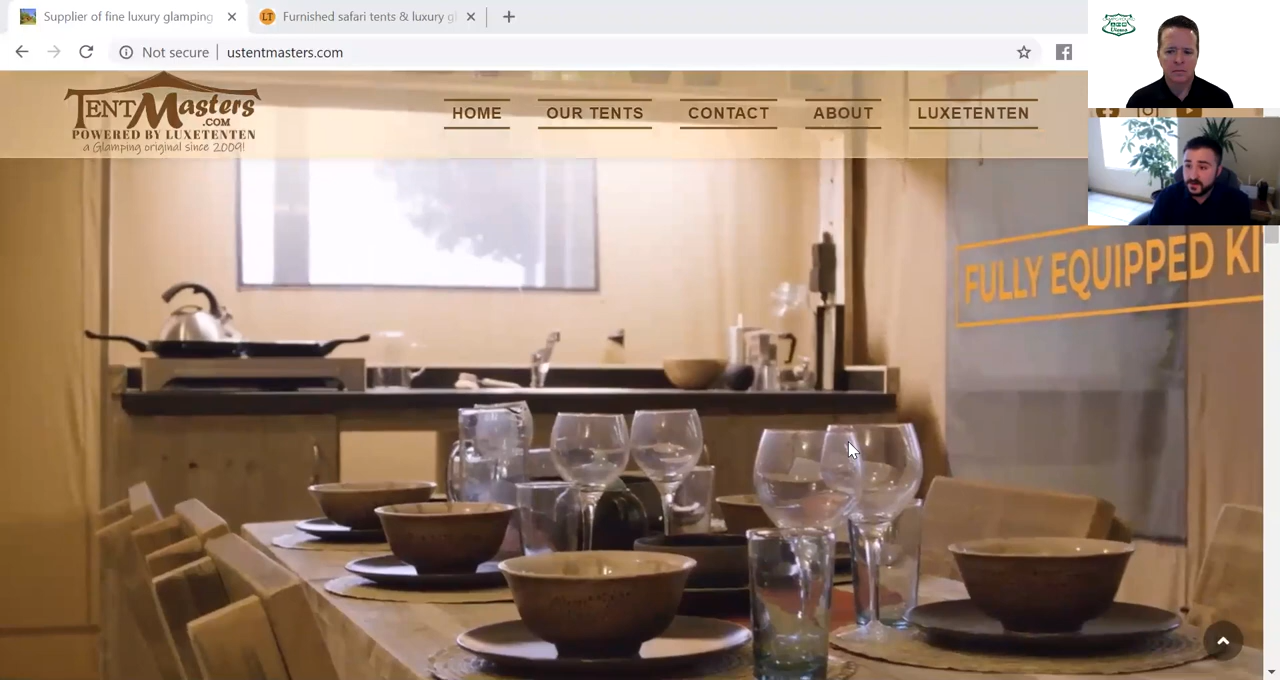 Supplier of fine luxury glamping
LT Furnished safari tents & luxury gl
Not secure ustentmasters.com
TENTMasters
.COM
POWERED BY LUXETENTEN
a Glamping original since 2009!
HOME OUR TENTS CONTACT ABOUT LUXETENTEN
FULLY EQUIPPED KI